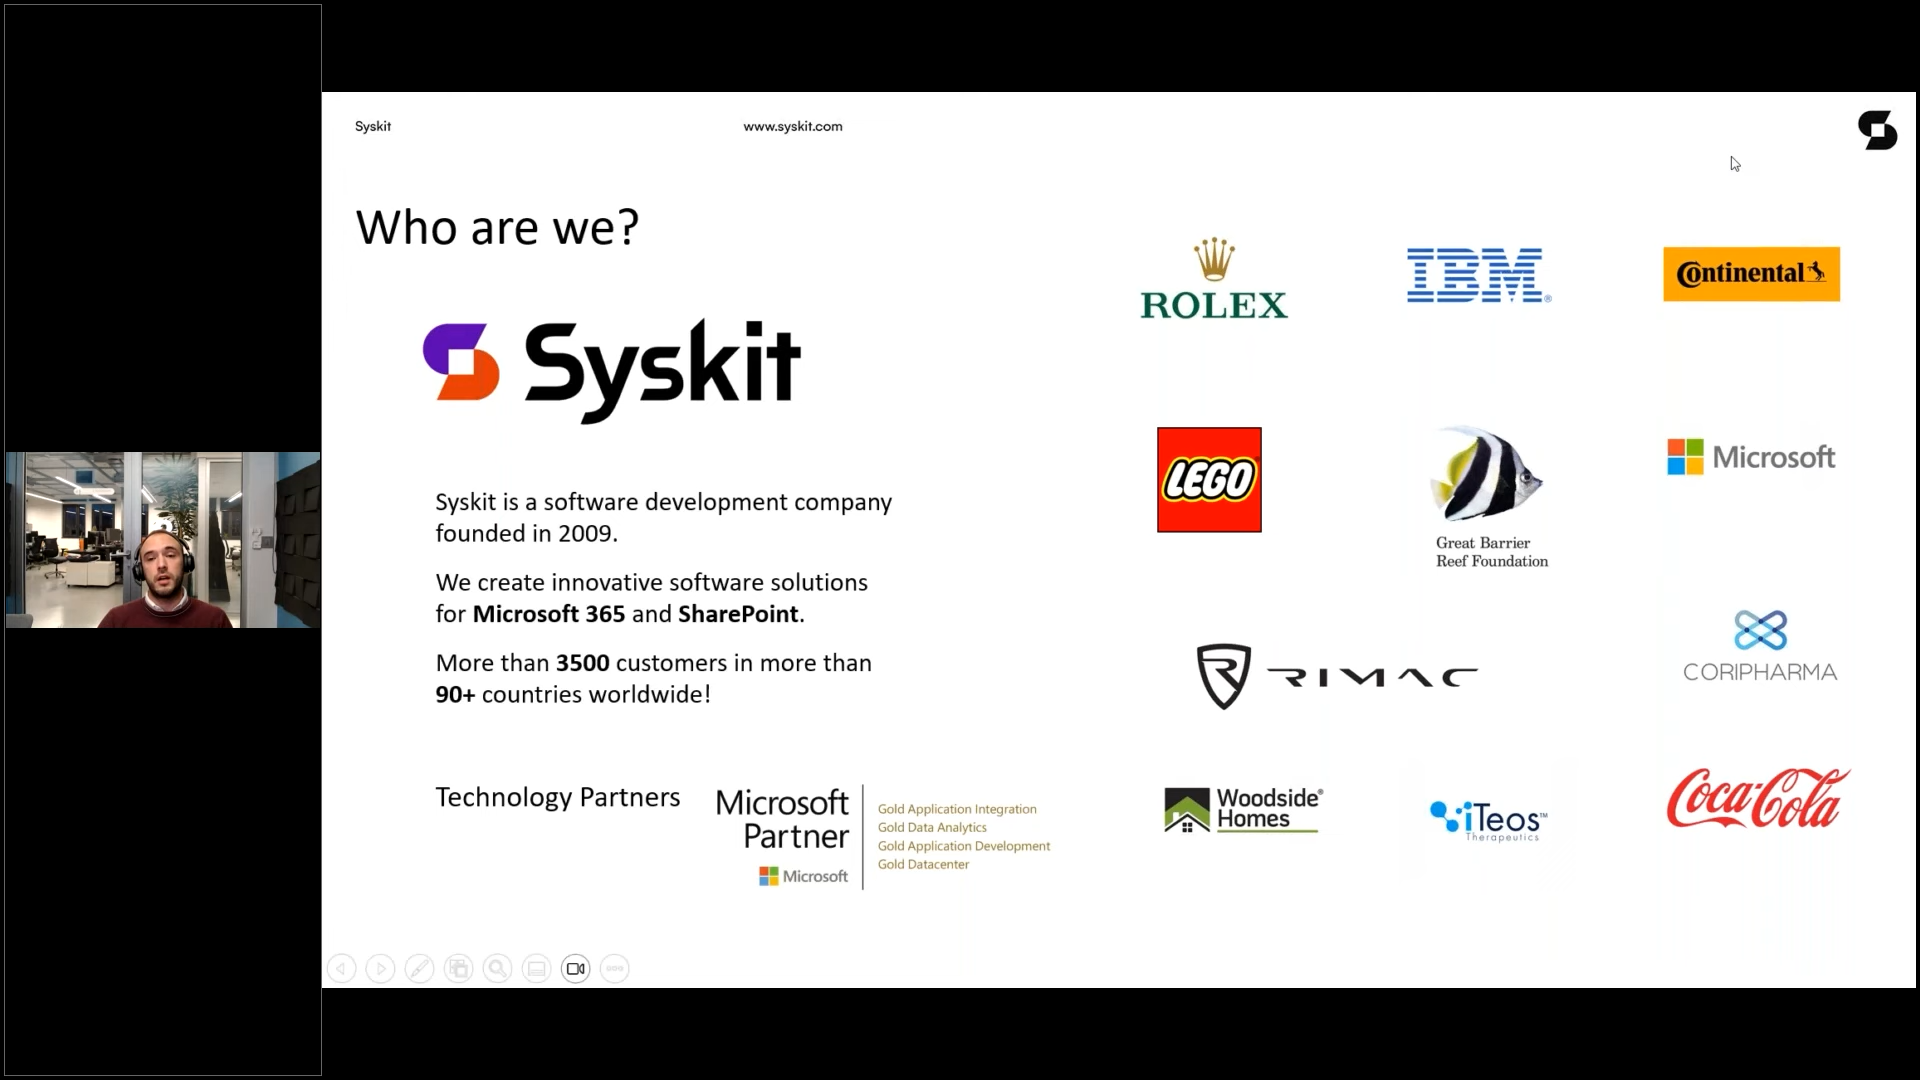 Syskit
www.syskit.com
Who are we?
Syskit
Syskit is a software development company
founded in 2009.
We create innovative software solutions
for Microsoft 365 and SharePoint.
More than 3500 customers in more than
90+ countries worldwide!
Technology Partners
Microsoft
Partner
Microsoft
Gold Application Integration
Gold Data Analytics
Gold Application Development
Gold Datacenter
ROLEX
IBM®
Continental
LEGO
Great Barrier
Reef Foundation
Microsoft
RIMAC
CORIPHARMA
Woodside®
Homes
iTeos™
Therapeutics
Coca-Cola